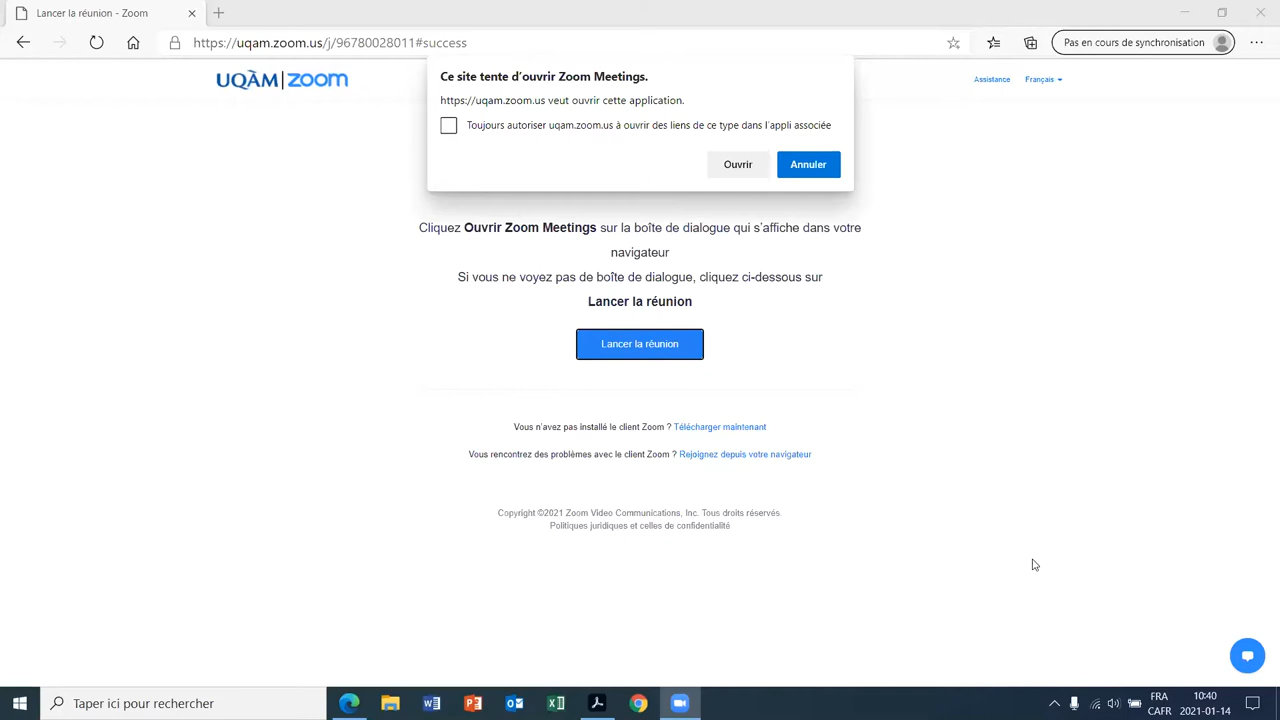 Lancer la réunion - Zoom
https://uqam.zoom.us/j/96780028011#success
Pas en cours de synchronisation
UQÀM | zoom
Assistance
Français
Ce site tente d'ouvrir Zoom Meetings.
https://uqam.zoom.us veut ouvrir cette application.
Toujours autoriser uqam.zoom.us à ouvrir des liens de ce type dans l'appli associée
Ouvrir
Annuler
Cliquez Ouvrir Zoom Meetings sur la boîte de dialogue qui s'affiche dans votre
navigateur
Si vous ne voyez pas de boîte de dialogue, cliquez ci-dessous sur
Lancer la réunion
Lancer la réunion
Vous n'avez pas installé le client Zoom ? Télécharger maintenant
Vous rencontrez des problèmes avec le client Zoom ? Rejoignez depuis votre navigateur
Copyright ©2021 Zoom Video Communications, Inc. Tous droits réservés.
Politiques juridiques et celles de confidentialité
Taper ici pour rechercher
FRA
CAFR
10:40
2021-01-14